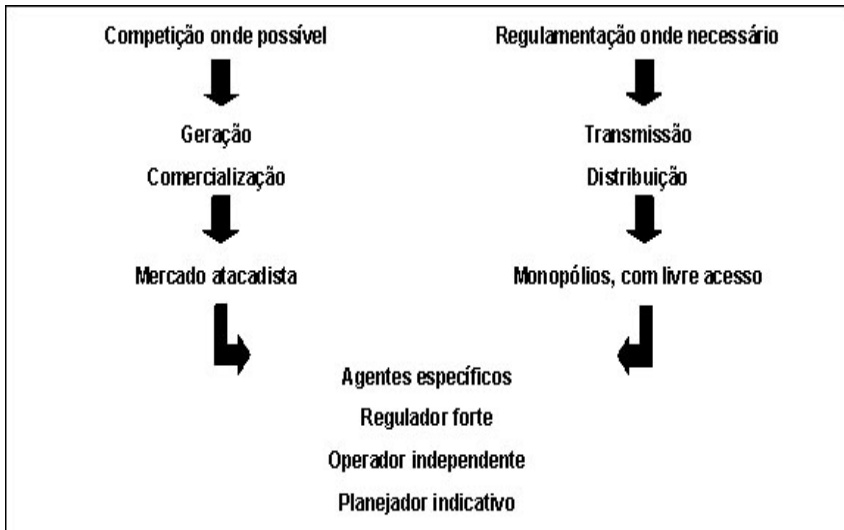 Competição onde possível
Regulamentação onde necessário
Geração
Transmissão
Comercialização
Distribuição
Mercado atacadista
Monopólios, com livre acesso
Agentes específicos
Regulador forte
Operador independente
Planejador indicativo